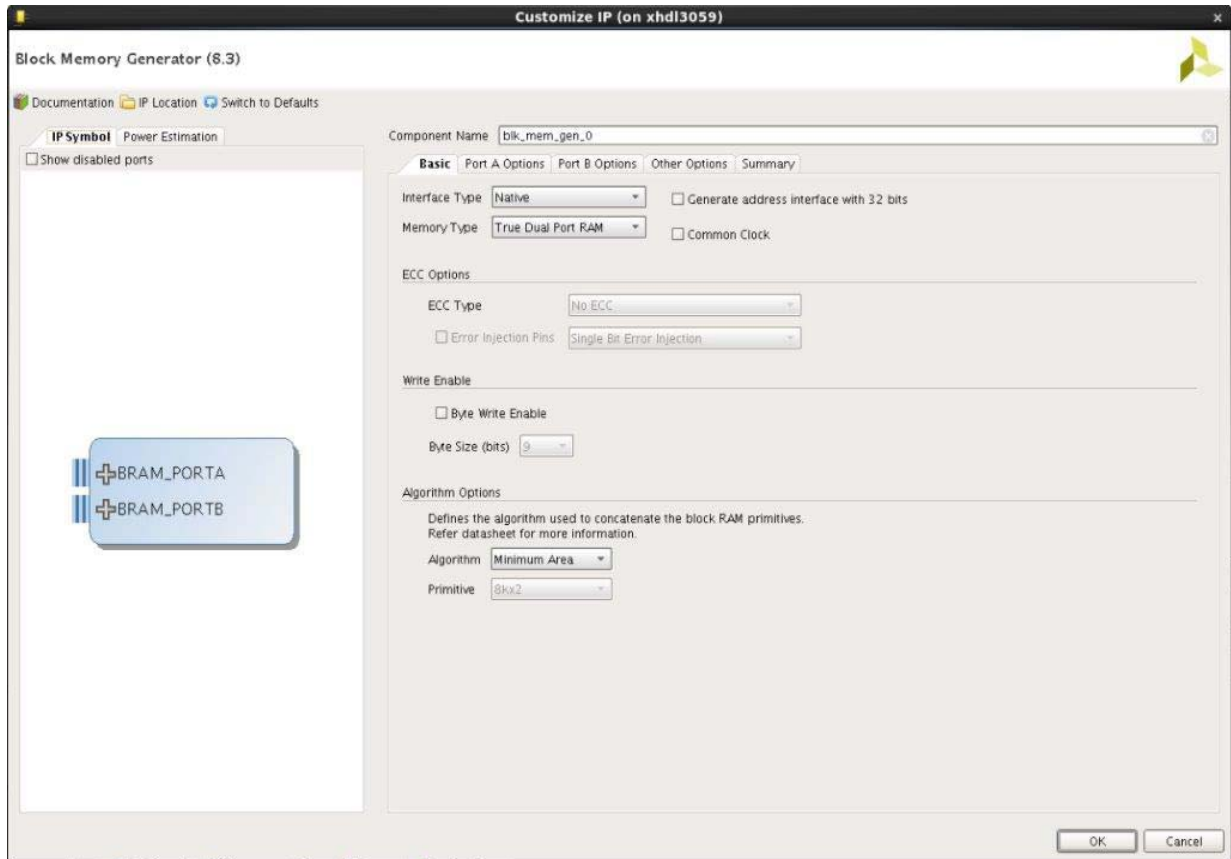 Customize IP (on xhdl3059)
Block Memory Generator (8.3)
Documentation IP Location Switch to Defaults
IP Symbol Power Estimation
Show disabled ports
BRAM_PORTA
BRAM_PORTB
Component Name blk_mem_gen_0
Basic Port A Options Port B Options Other Options Summary
Interface Type Native Generate address interface with 32 bits
Memory Type True Dual Port RAM Common Clock
ECC Options
ECC Type No ECC
Error Injection Pins Single Bit Error Injection
Write Enable
Byte Write Enable
Byte Size (bits) 9
Algorithm Options
Defines the algorithm used to concatenate the block RAM primitives.
Refer datasheet for more information.
Algorithm Minimum Area
Primitive 8kx2
OK Cancel